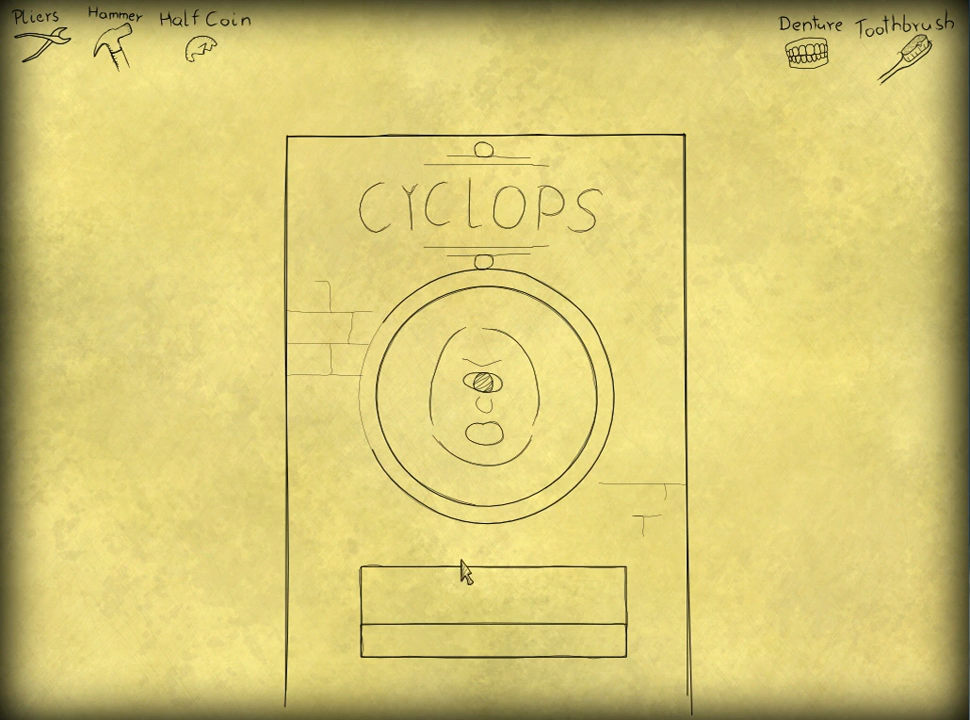 Pliers
Hammer
Half Coin
Denture
Toothbrush
CYCLOPS